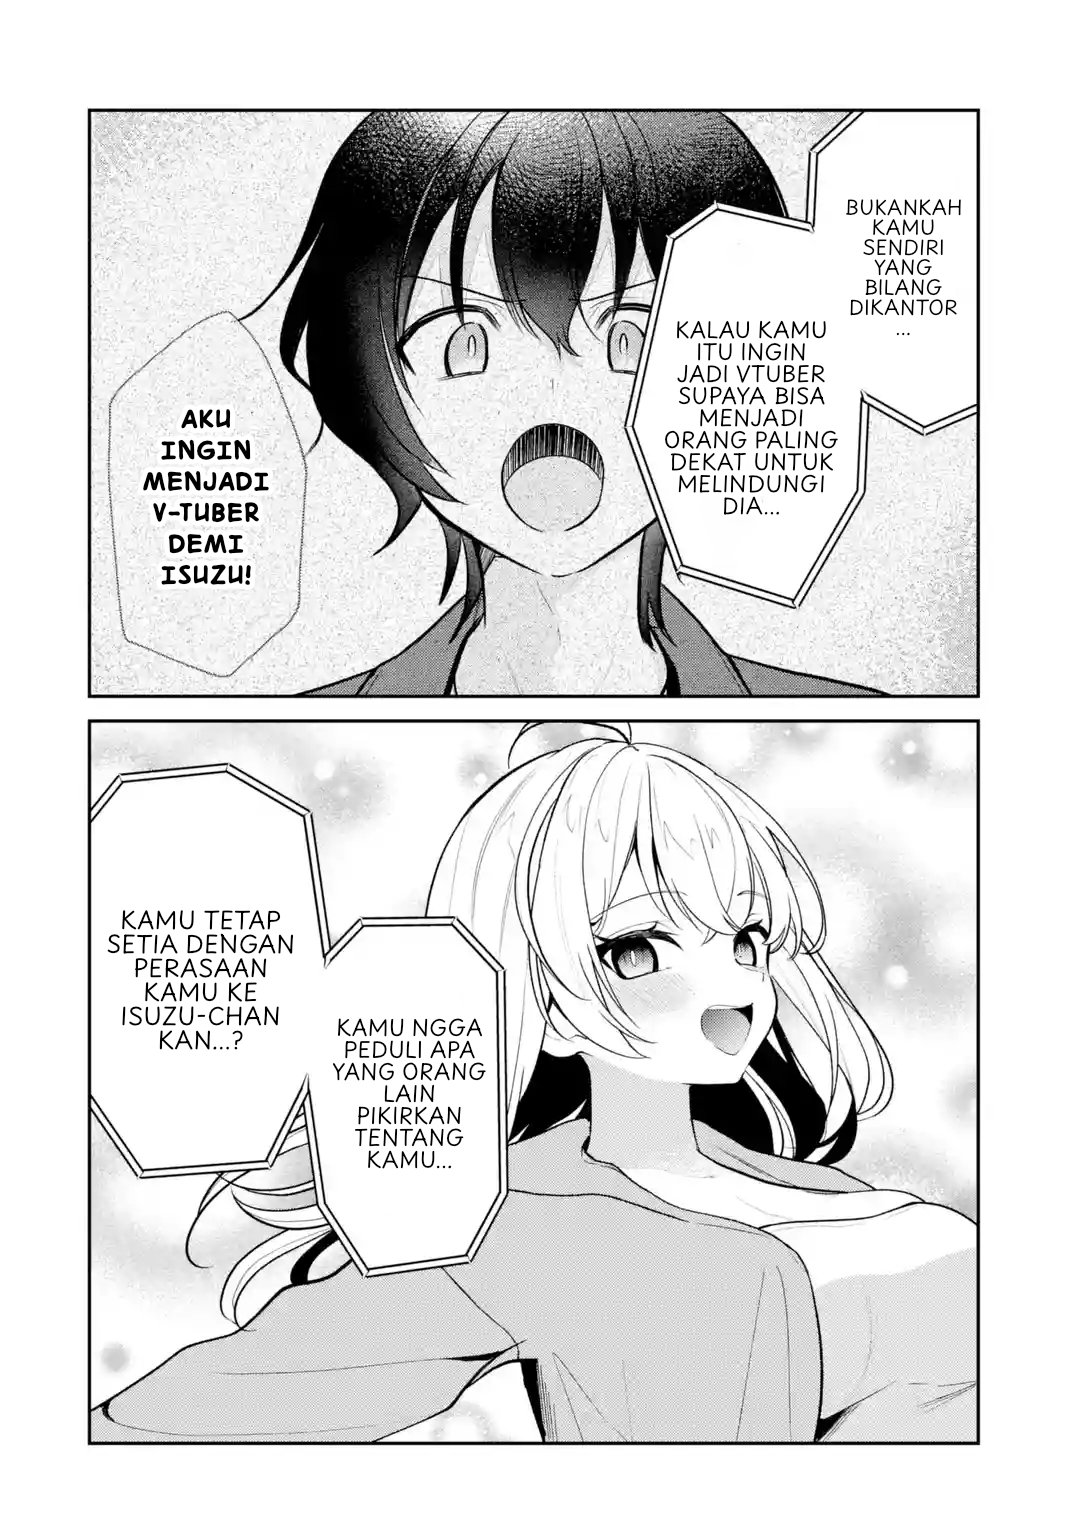 BUKANKAH
KAMU
SENDIRI
YANG
BILANG
DIKANTOR
...
KALAU KAMU
ITU INGIN
JADI VTUBER
SUPAYA BISA
MENJADI
ORANG PALING
DEKAT UNTUK
MELINDUNGI
DIA...
AKU
INGIN
MENJADI
V-TUBER
DEMI
ISUZU!
KAMU TETAP
SETIA DENGAN
PERASAAN
KAMU KE
ISUZU-CHAN
KAN...?
KAMU NGGA
PEDULI APA
YANG ORANG
LAIN
PIKIRKAN
TENTANG
KAMU...